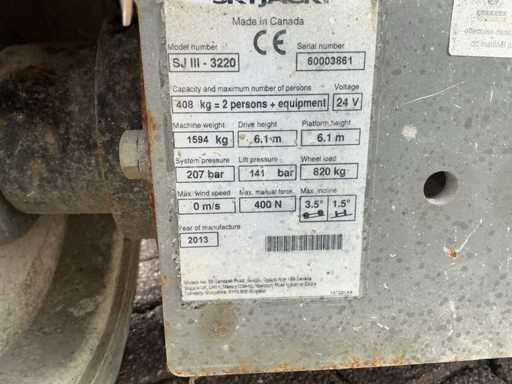 SKYJACK
Made in Canada
CE
Model number Serial number
SJ III - 3220 60003861
Capacity and maximum number of persons Voltage
408 kg = 2 persons + equipment 24 V
Machine weight Drive height Platform height
1594 kg 6.1 m 6.1 m
System pressure Lift pressure Wheel load
207 bar 141 bar 820 kg
Max. wind speed Max. manual force Max. incline
0 m/s 400 N 3.5° 1.5°
Year of manufacture
2013